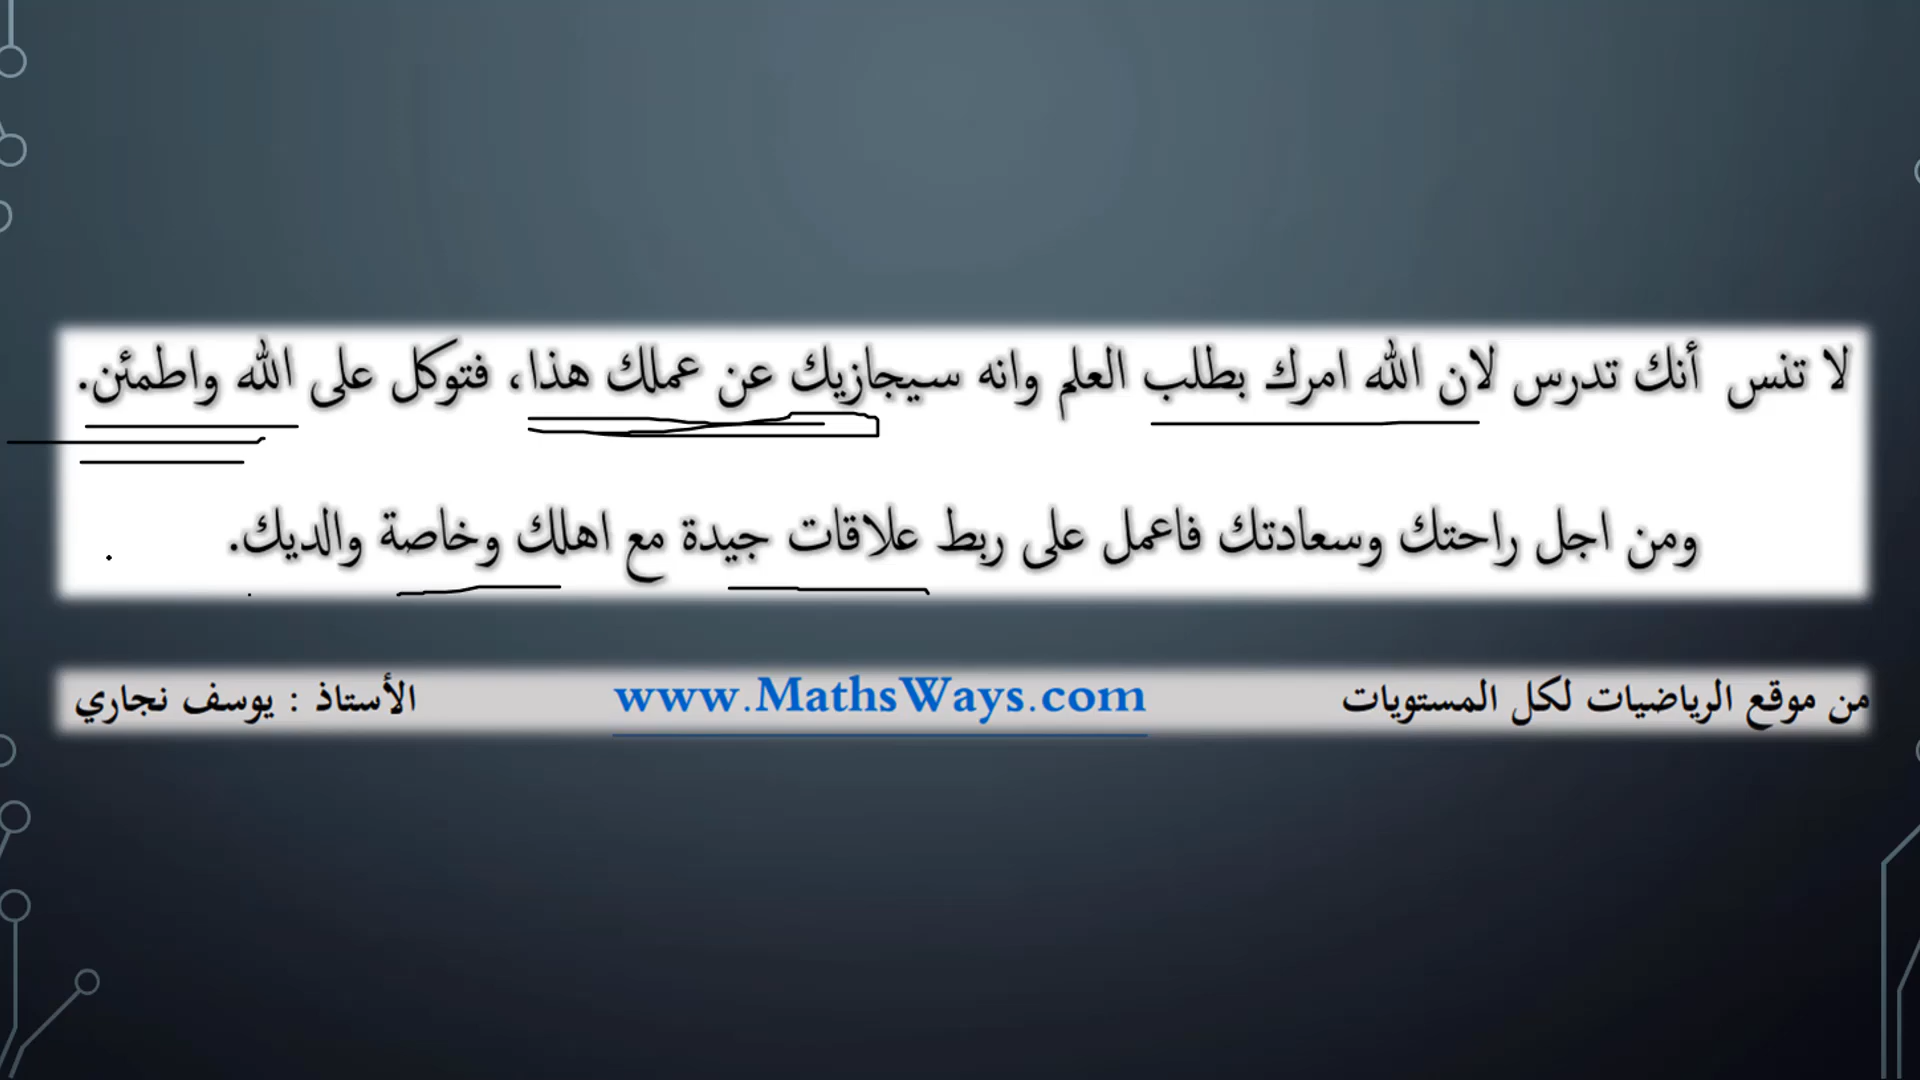 لا تنس أنك تدرس لان الله امرك بطلب العلم وانه سيجازيك عن عملك هذا، فتوكل على الله واطمئن.
ومن اجل راحتك وسعادتك فاعمل على ربط علاقات جيدة مع اهلك وخاصة والديك.
من موقع الرياضيات لكل المستويات www.MathsWays.com الأستاذ : يوسف نجاري